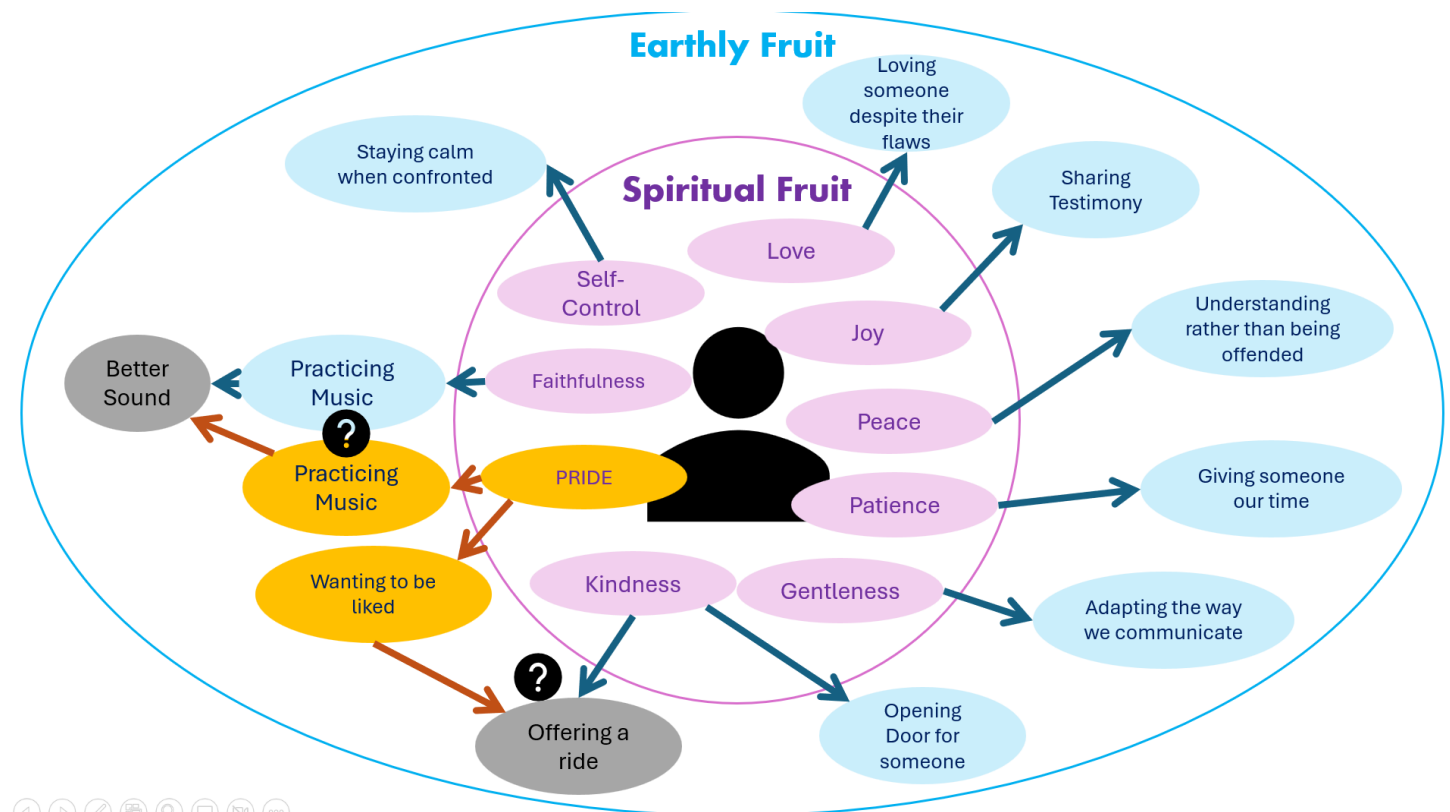 Earthly Fruit
Loving
someone
despite their
flaws
Staying calm
when confronted
Sharing
Testimony
Spiritual Fruit
Love
Self-
Control
Joy
Understanding
rather than being
offended
Better
Sound
Practicing
Music
Faithfulness
Peace
?
Practicing
Music
PRIDE
Patience
Giving someone
our time
Wanting to be
liked
Kindness
Gentleness
Adapting the way
we communicate
?
Offering a
ride
Opening
Door for
someone